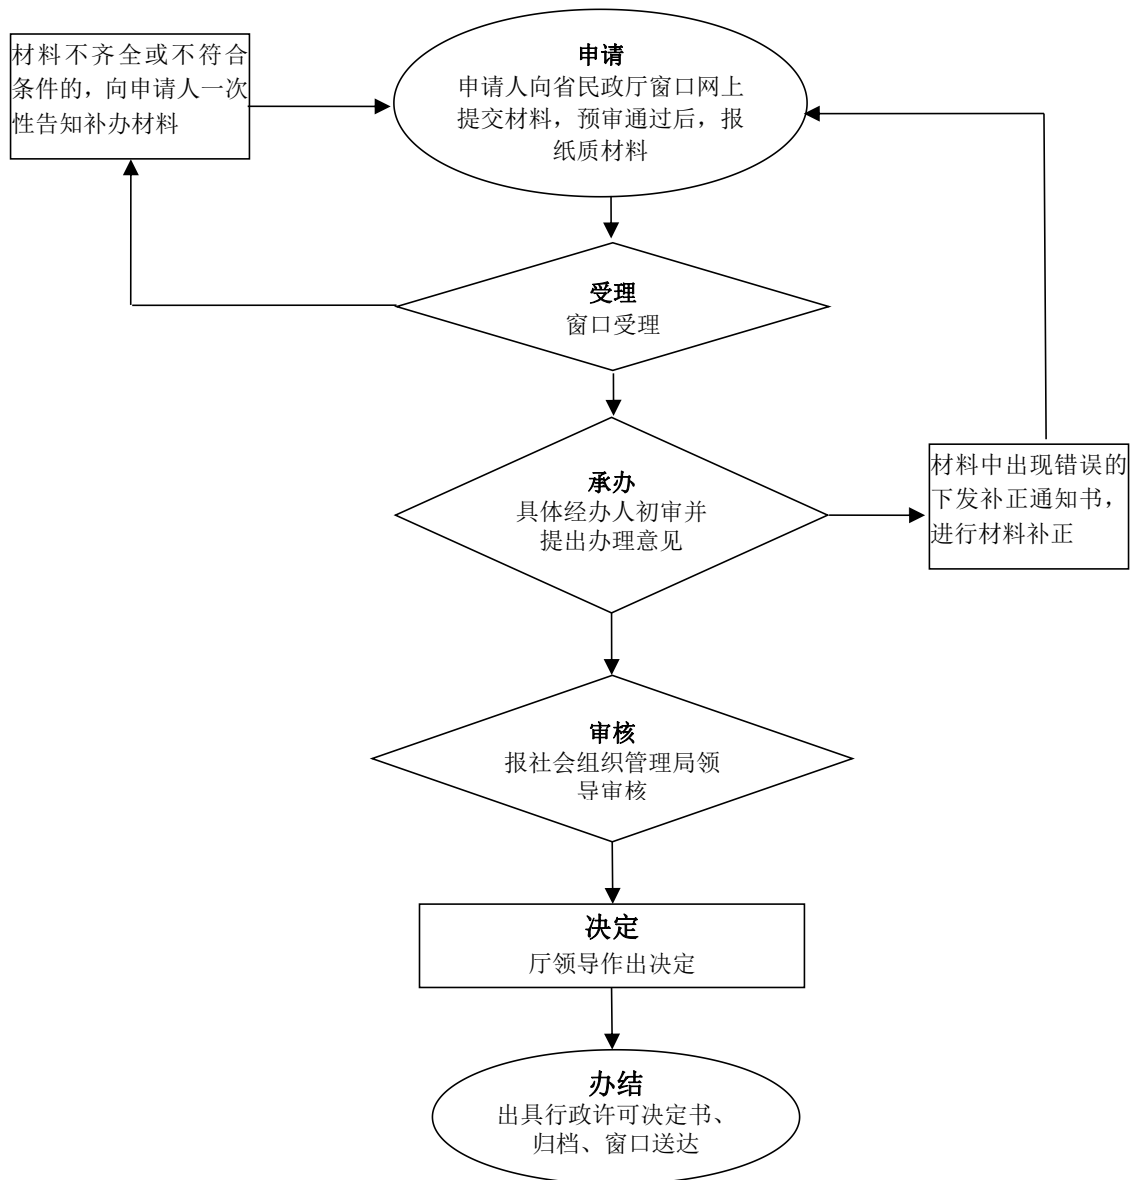 材料不齐全或不符合
条件的，向申请人一次
性告知补办材料
申请
申请人向省民政厅窗口网上
提交材料，预审通过后，报
纸质材料
受理
窗口受理
承办
具体经办人初审并
提出办理意见
材料中出现错误的
下发补正通知书，
进行材料补正
审核
报社会组织管理局领
导审核
决定
厅领导作出决定
办结
出具行政许可决定书、
归档、窗口送达